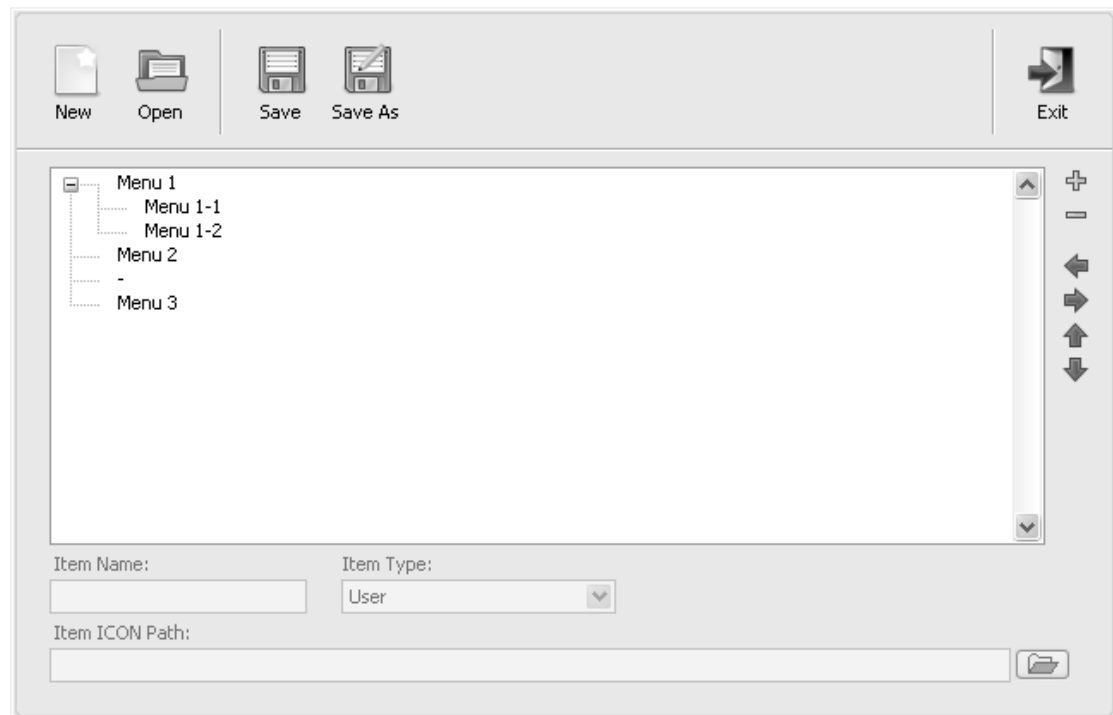 New Open Save Save As Exit
Menu 1
Menu 1-1
Menu 1-2
Menu 2
-
Menu 3
Item Name: Item Type:
User
Item ICON Path: